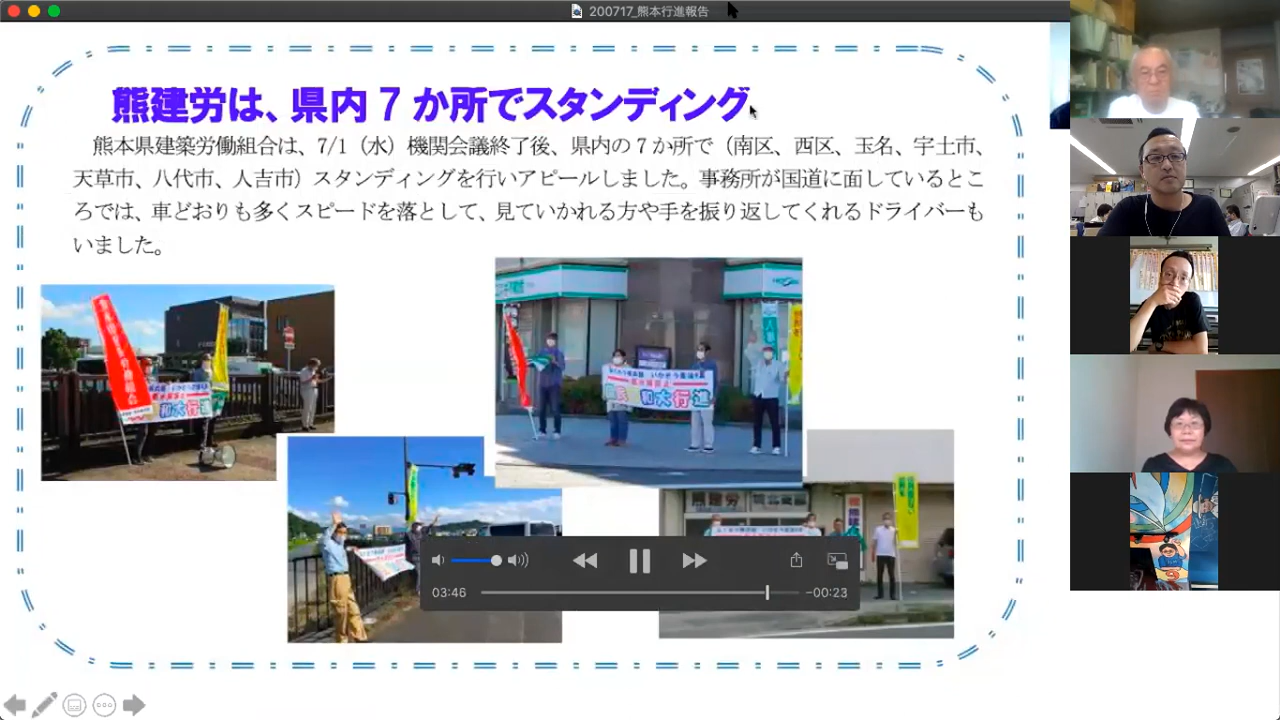 200717_熊本行進報告
熊建労は、県内７か所でスタンディング
熊本県建築労働組合は、7/1（水）機関会議終了後、県内の７か所で（南区、西区、玉名、宇土市、
天草市、八代市、人吉市）スタンディングを行いアピールしました。事務所が国道に面しているとこ
ろでは、車どおりも多くスピードを落として、見ていかれる方や手を振り返してくれるドライバーも
いました。
和大行進
和大行進
03:46
−00:23